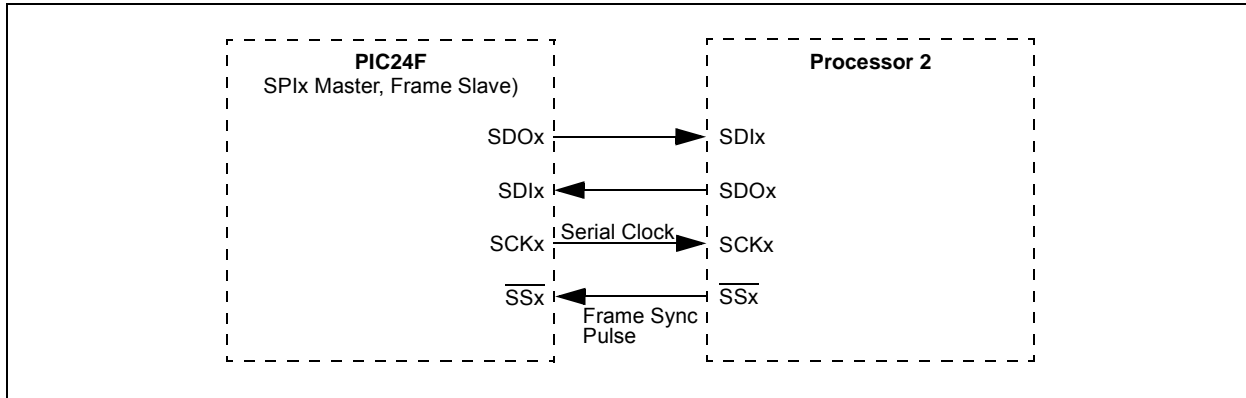 PIC24F
SPIx Master, Frame Slave)
Processor 2
SDOx
SDIx
SDIx
SDOx
SCKx
Serial Clock
SCKx
SSx
SSx
Frame Sync
Pulse